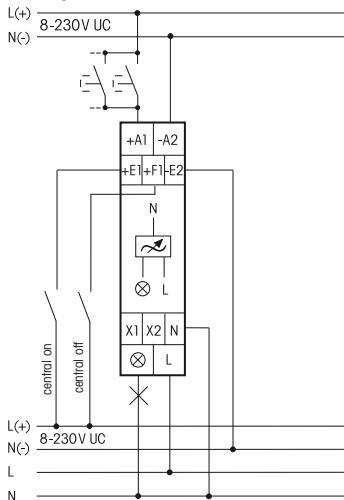 L(+)
8-230V UC
N(-)
+A1 -A2
+E1 +F1 -E2
N
L
X1 X2 N
L
central on
central off
L(+)
8-230V UC
N(-)
L
N